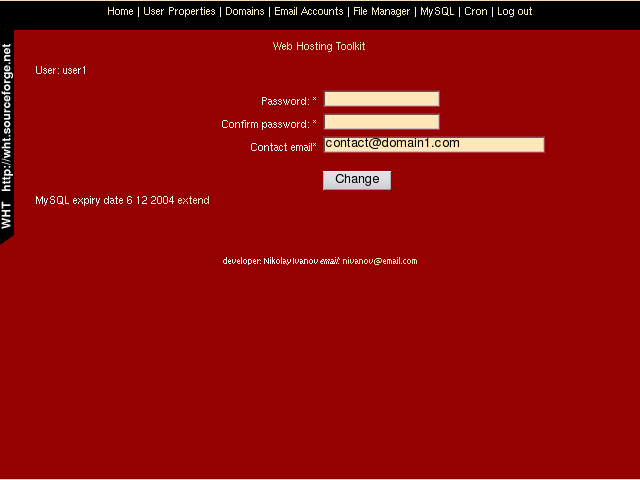 Home | User Properties | Domains | Email Accounts | File Manager | MySQL | Cron | Log out
Web Hosting Toolkit
User: user1
Password: *
Confirm password: *
Contact email* contact@domain1.com
Change
MySQL expiry date 6 12 2004 extend
developer: Nikolay Ivanov email: nivanov@email.com
WHT http://wht.sourceforge.net